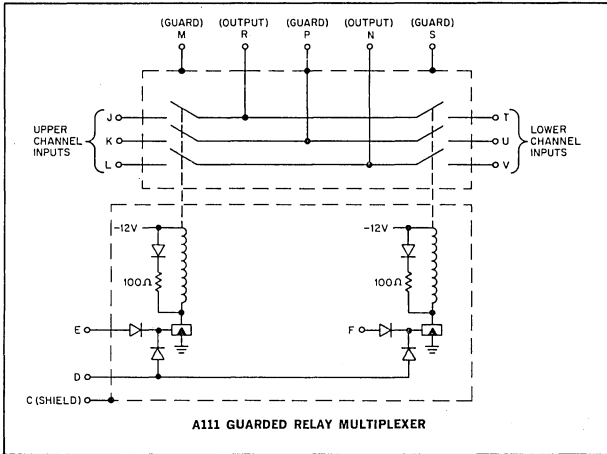 (GUARD) (OUTPUT) (GUARD) (OUTPUT) (GUARD)
M R P N S
J
K
L
UPPER
CHANNEL
INPUTS
T
U
V
LOWER
CHANNEL
INPUTS
-12V -12V
100Ω 100Ω
E F
D
C (SHIELD)
A111 GUARDED RELAY MULTIPLEXER